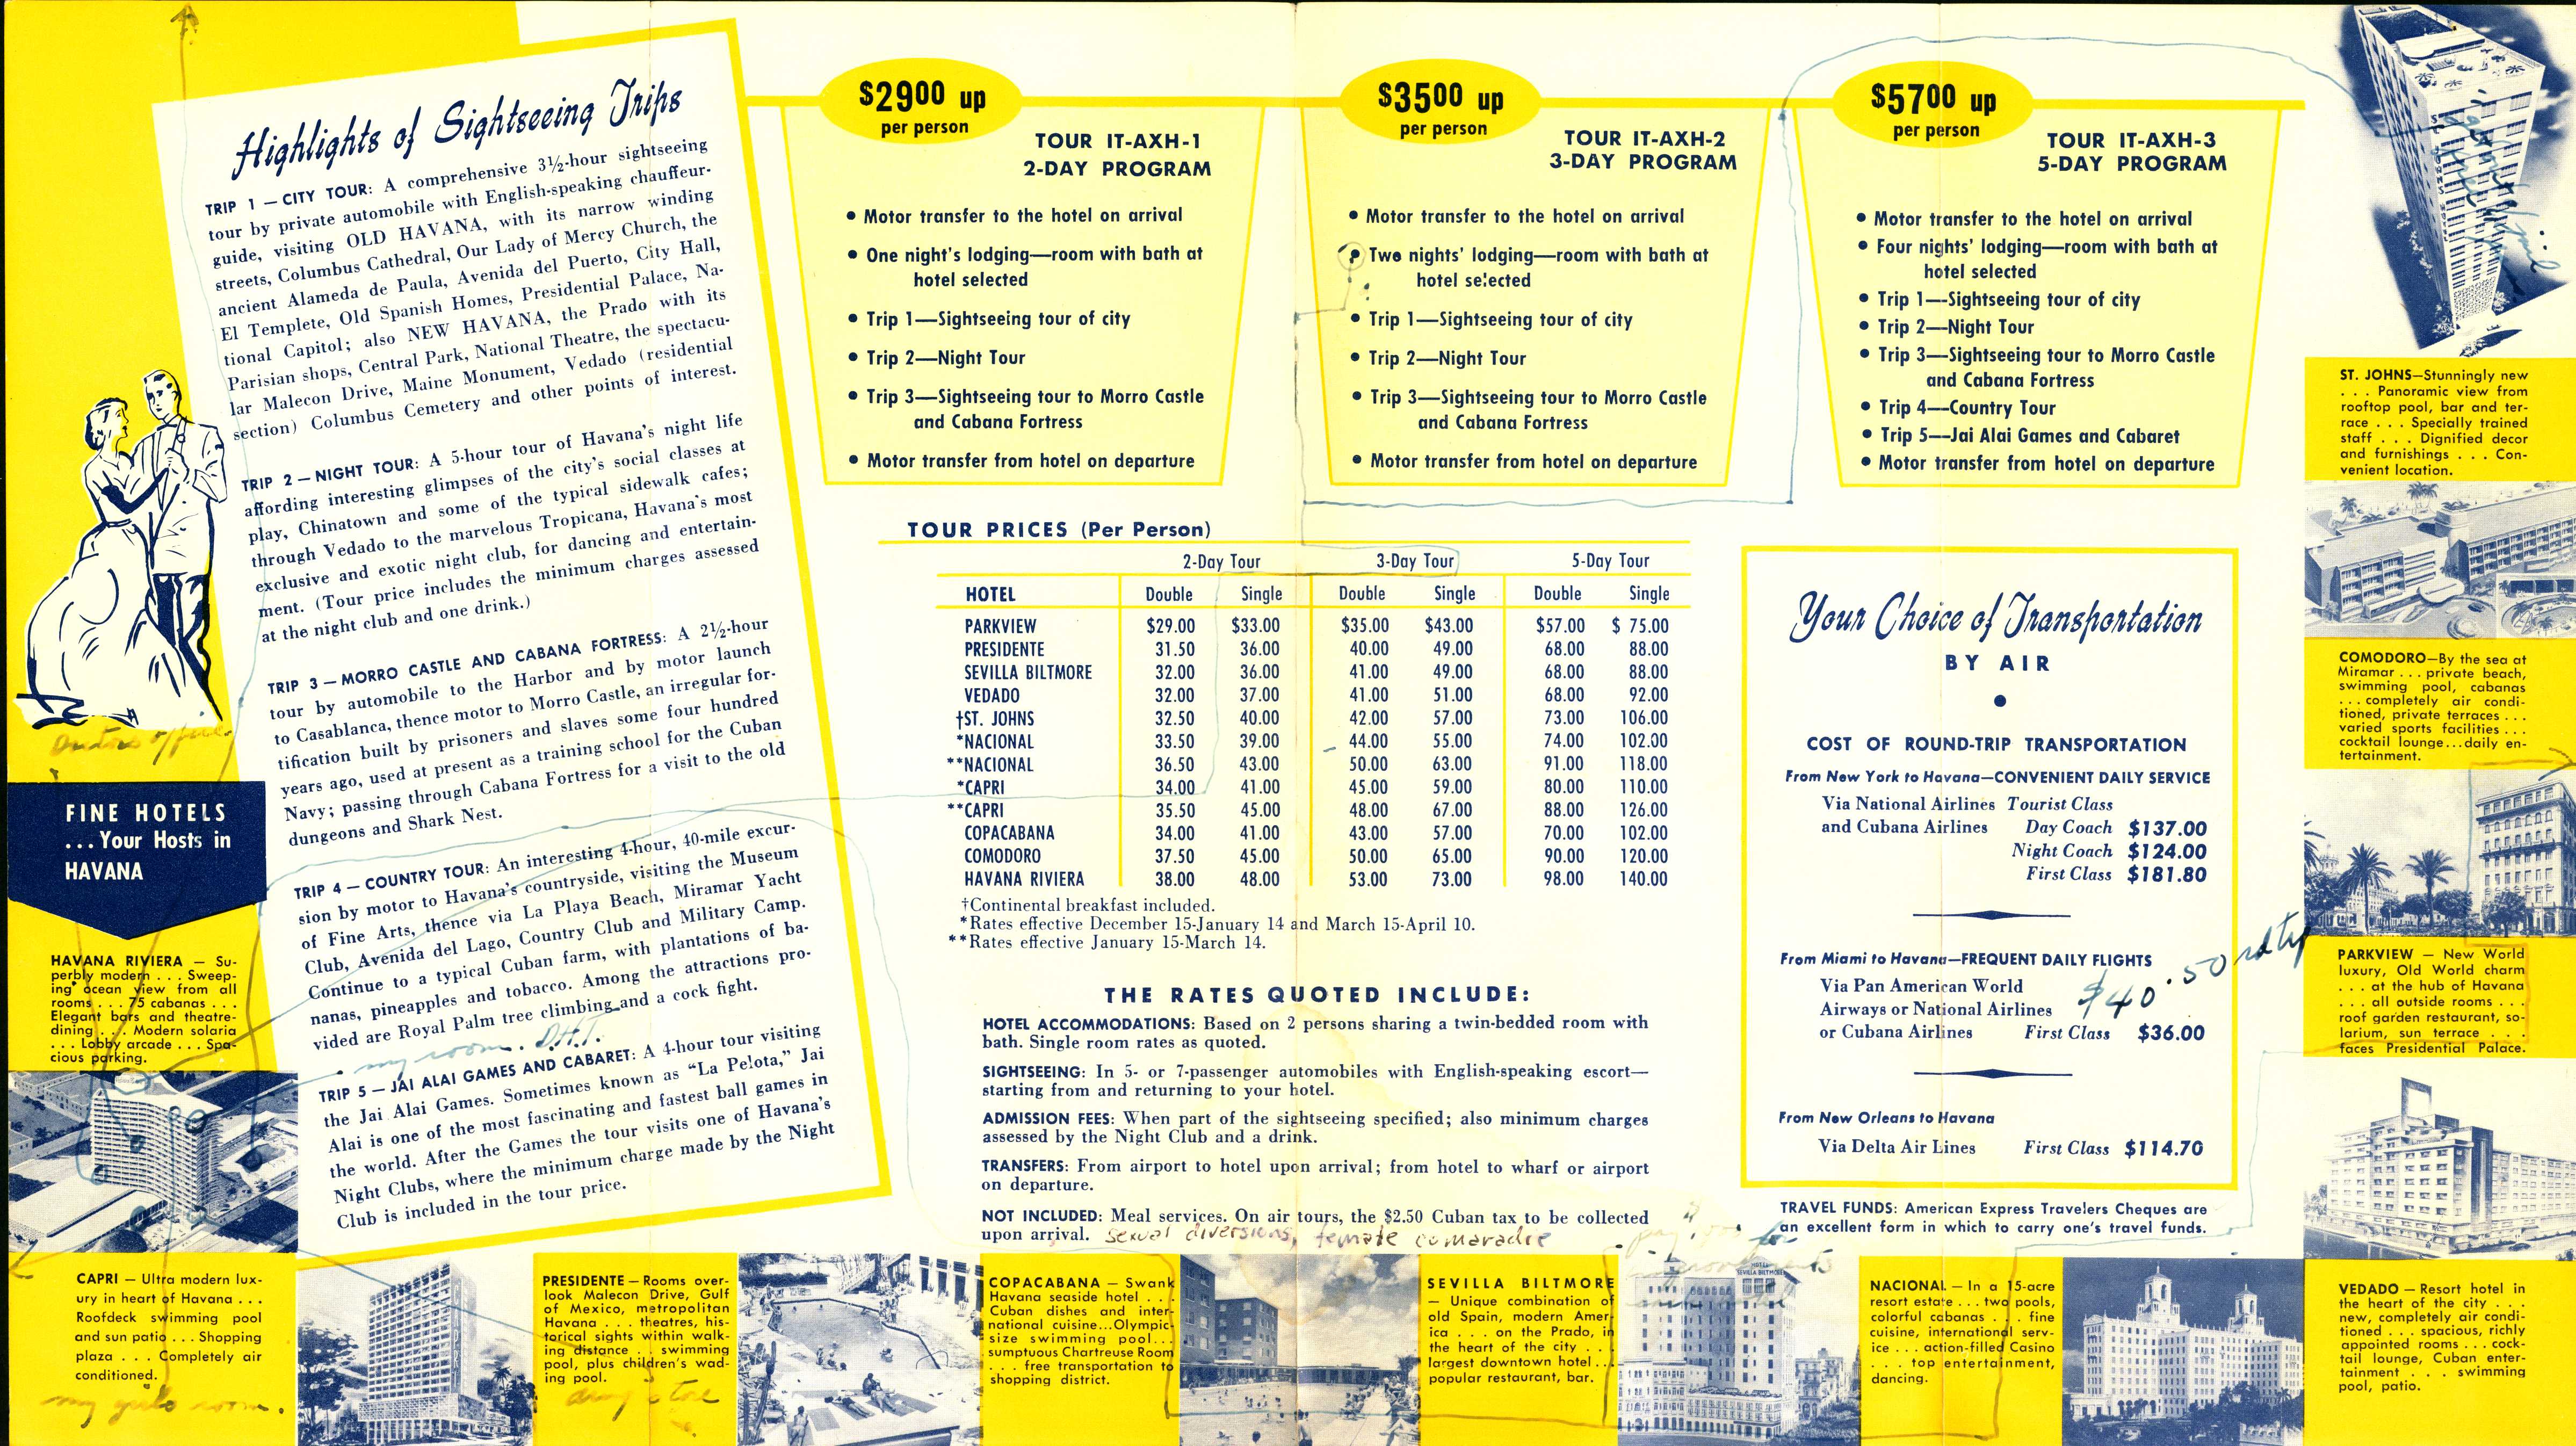 Highlights of Sightseeing Trips
TRIP 1 — CITY TOUR: A comprehensive 3½-hour sightseeing
tour by private automobile with English-speaking chauffeur-
guide, visiting OLD HAVANA, with its narrow winding
streets, Columbus Cathedral, Our Lady of Mercy Church, the
ancient Alameda de Paula, Avenida del Puerto, City Hall,
El Templete, Old Spanish Homes, Presidential Palace, Na-
tional Capitol; also NEW HAVANA, the Prado with its
Parisian shops, Central Park, National Theatre, the spectacu-
lar Malecon Drive, Maine Monument, Vedado (residential
section) Columbus Cemetery and other points of interest.
TRIP 2 — NIGHT TOUR: A 5-hour tour of Havana's night life
affording interesting glimpses of the city's social classes at
play, Chinatown and some of the typical sidewalk cafes;
through Vedado to the marvelous Tropicana, Havana's most
exclusive and exotic night club, for dancing and entertain-
ment. (Tour price includes the minimum charges assessed
at the night club and one drink.)
TRIP 3 — MORRO CASTLE AND CABANA FORTRESS: A 2½-hour
tour by automobile to the Harbor and by motor launch
to Casablanca, thence motor to Morro Castle, an irregular for-
tification built by prisoners and slaves some four hundred
years ago, used at present as a training school for the Cuban
Navy; passing through Cabana Fortress for a visit to the old
dungeons and Shark Nest.
TRIP 4 — COUNTRY TOUR: An interesting 4-hour, 40-mile excur-
sion by motor to Havana's countryside, visiting the Museum
of Fine Arts, thence via La Playa Beach, Miramar Yacht
Club, Avenida del Lago, Country Club and Military Camp.
Continue to a typical Cuban farm, with plantations of ba-
nanas, pineapples and tobacco. Among the attractions pro-
vided are Royal Palm tree climbing and a cock fight.
my room. D.H.T.
TRIP 5 — JAI ALAI GAMES AND CABARET: A 4-hour tour visiting
the Jai Alai Games. Sometimes known as "La Pelota," Jai
Alai is one of the most fascinating and fastest ball games in
the world. After the Games the tour visits one of Havana's
Night Clubs, where the minimum charge made by the Night
Club is included in the tour price.
$29.00 up
per person
TOUR IT-AXH-1
2-DAY PROGRAM
• Motor transfer to the hotel on arrival
• One night's lodging—room with bath at
hotel selected
• Trip 1—Sightseeing tour of city
• Trip 2—Night Tour
• Trip 3—Sightseeing tour to Morro Castle
and Cabana Fortress
• Motor transfer from hotel on departure
$35.00 up
per person
TOUR IT-AXH-2
3-DAY PROGRAM
• Motor transfer to the hotel on arrival
• Two nights' lodging—room with bath at
hotel selected
• Trip 1—Sightseeing tour of city
• Trip 2—Night Tour
• Trip 3—Sightseeing tour to Morro Castle
and Cabana Fortress
• Motor transfer from hotel on departure
$57.00 up
per person
TOUR IT-AXH-3
5-DAY PROGRAM
• Motor transfer to the hotel on arrival
• Four nights' lodging—room with bath at
hotel selected
• Trip 1—Sightseeing tour of city
• Trip 2—Night Tour
• Trip 3—Sightseeing tour to Morro Castle
and Cabana Fortress
• Trip 4—Country Tour
• Trip 5—Jai Alai Games and Cabaret
• Motor transfer from hotel on departure
TOUR PRICES (Per Person)
2-Day Tour 3-Day Tour 5-Day Tour
HOTEL Double Single Double Single Double Single
PARKVIEW $29.00 $33.00 $35.00 $43.00 $57.00 $ 75.00
PRESIDENTE 31.50 36.00 40.00 49.00 68.00 88.00
SEVILLA BILTMORE 32.00 36.00 41.00 49.00 68.00 88.00
VEDADO 32.00 37.00 41.00 51.00 68.00 92.00
†ST. JOHNS 32.50 40.00 42.00 57.00 73.00 106.00
*NACIONAL 33.50 39.00 44.00 55.00 74.00 102.00
**NACIONAL 36.50 43.00 50.00 63.00 91.00 118.00
*CAPRI 34.00 41.00 45.00 59.00 80.00 110.00
**CAPRI 35.50 45.00 48.00 67.00 88.00 126.00
COPACABANA 34.00 41.00 43.00 57.00 70.00 102.00
COMODORO 37.50 45.00 50.00 65.00 90.00 120.00
HAVANA RIVIERA 38.00 48.00 53.00 73.00 98.00 140.00
†Continental breakfast included.
*Rates effective December 15-January 14 and March 15-April 10.
**Rates effective January 15-March 14.
THE RATES QUOTED INCLUDE:
HOTEL ACCOMMODATIONS: Based on 2 persons sharing a twin-bedded room with
bath. Single room rates as quoted.
SIGHTSEEING: In 5- or 7-passenger automobiles with English-speaking escort—
starting from and returning to your hotel.
ADMISSION FEES: When part of the sightseeing specified; also minimum charges
assessed by the Night Club and a drink.
TRANSFERS: From airport to hotel upon arrival; from hotel to wharf or airport
on departure.
NOT INCLUDED: Meal services. On air tours, the $2.50 Cuban tax to be collected
upon arrival. sexual diversions, female comaradie
Your Choice of Transportation
BY AIR
•
COST OF ROUND-TRIP TRANSPORTATION
From New York to Havana—CONVENIENT DAILY SERVICE
Via National Airlines Tourist Class
and Cubana Airlines Day Coach $137.00
Night Coach $124.00
First Class $181.80
From Miami to Havana—FREQUENT DAILY FLIGHTS
Via Pan American World
Airways or National Airlines $40.50 rdtrp
or Cubana Airlines First Class $36.00
From New Orleans to Havana
Via Delta Air Lines First Class $114.70
TRAVEL FUNDS: American Express Travelers Cheques are
an excellent form in which to carry one's travel funds.
FINE HOTELS
...Your Hosts in
HAVANA
HAVANA RIVIERA — Su-
perbly modern . . . Sweep-
ing ocean view from all
rooms . . . 75 cabanas . . .
Elegant bars and theatre-
dining . . . Modern solaria
. . . Lobby arcade . . . Spa-
cious parking.
CAPRI — Ultra modern lux-
ury in heart of Havana . . .
Roofdeck swimming pool
and sun patio . . . Shopping
plaza . . . Completely air
conditioned.
my girls room.
PRESIDENTE — Rooms over-
look Malecon Drive, Gulf
of Mexico, metropolitan
Havana . . . theatres, his-
torical sights within walk-
ing distance . . swimming
pool, plus children's wad-
ing pool.
drug store
COPACABANA — Swank
Havana seaside hotel . . .
Cuban dishes and inter-
national cuisine...Olympic-
size swimming pool...
sumptuous Chartreuse Room
. . . free transportation to
shopping district.
SEVILLA BILTMORE
— Unique combination of
old Spain, modern Amer-
ica . . . on the Prado, in
the heart of the city . . .
largest downtown hotel . . .
popular restaurant, bar.
NACIONAL — In a 15-acre
resort estate . . . two pools,
colorful cabanas . . . fine
cuisine, international serv-
ice . . . action-filled Casino
. . . top entertainment,
dancing.
ST. JOHNS—Stunningly new
. . . Panoramic view from
rooftop pool, bar and ter-
race . . . Specially trained
staff . . . Dignified decor
and furnishings . . . Con-
venient location.
COMODORO—By the sea at
Miramar . . . private beach,
swimming pool, cabanas
. . . completely air condi-
tioned, private terraces . . .
varied sports facilities . . .
cocktail lounge...daily en-
tertainment.
PARKVIEW — New World
luxury, Old World charm
. . . at the hub of Havana
. . . all outside rooms . . .
roof garden restaurant, so-
larium, sun terrace . . .
faces Presidential Palace.
VEDADO — Resort hotel in
the heart of the city . . .
new, completely air condi-
tioned . . . spacious, richly
appointed rooms . . . cock-
tail lounge, Cuban enter-
tainment . . . swimming
pool, patio.